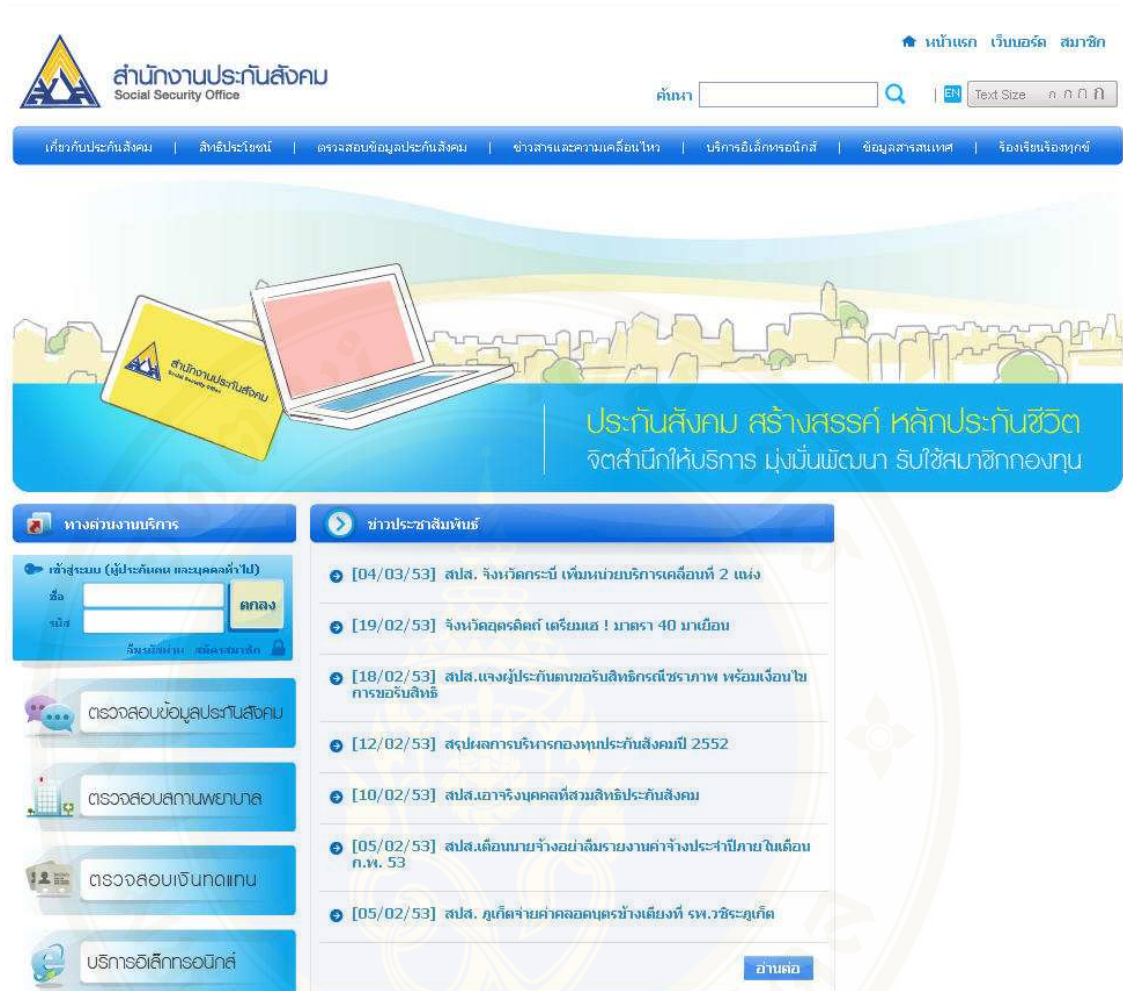 หน้าแรก เว็บบอร์ด สมาชิก
สำนักงานประกันสังคม
Social Security Office
ค้นหา
| EN Text Size ก ก ก ก
เกี่ยวกับประกันสังคม | สิทธิประโยชน์ | ตรวจสอบข้อมูลประกันสังคม | ข่าวสารและความเคลื่อนไหว | บริการอิเล็กทรอนิกส์ | ข้อมูลสารสนเทศ | ร้องเรียนร้องทุกข์
สำนักงานประกันสังคม
Social Security Office
ประกันสังคม สร้างสรรค์ หลักประกันชีวิต
จิตสำนึกให้บริการ มุ่งมั่นพัฒนา รับใช้สมาชิกกองทุน
ทางด่วนงานบริการ
เข้าสู่ระบบ (ผู้ประกันตน และบุคคลทั่วไป)
ชื่อ
รหัส
ตกลง
ลืมรหัสผ่าน สมัครสมาชิก
ตรวจสอบข้อมูลประกันสังคม
ตรวจสอบสถานพยาบาล
ตรวจสอบเงินทดแทน
บริการอิเล็กทรอนิกส์
ข่าวประชาสัมพันธ์
[04/03/53] สปส. จังหวัดกระบี่ เพิ่มหน่วยบริการเคลื่อนที่ 2 แห่ง
[19/02/53] จังหวัดอุตรดิตถ์ เตรียมเฮ ! มาตรา 40 มาเยือน
[18/02/53] สปส.แจงผู้ประกันตนขอรับสิทธิกรณีชราภาพ พร้อมเงื่อนไข
การขอรับสิทธิ
[12/02/53] สรุปผลการบริหารกองทุนประกันสังคมปี 2552
[10/02/53] สปส.เอาจริงบุคคลที่สวมสิทธิประกันสังคม
[05/02/53] สปส.เตือนนายจ้างอย่าลืมรายงานค่าจ้างประจำปีภายในเดือน
ก.พ. 53
[05/02/53] สปส. ภูเก็ตจ่ายค่าคลอดบุตรข้างเตียงที่ รพ.วชิระภูเก็ต
อ่านต่อ